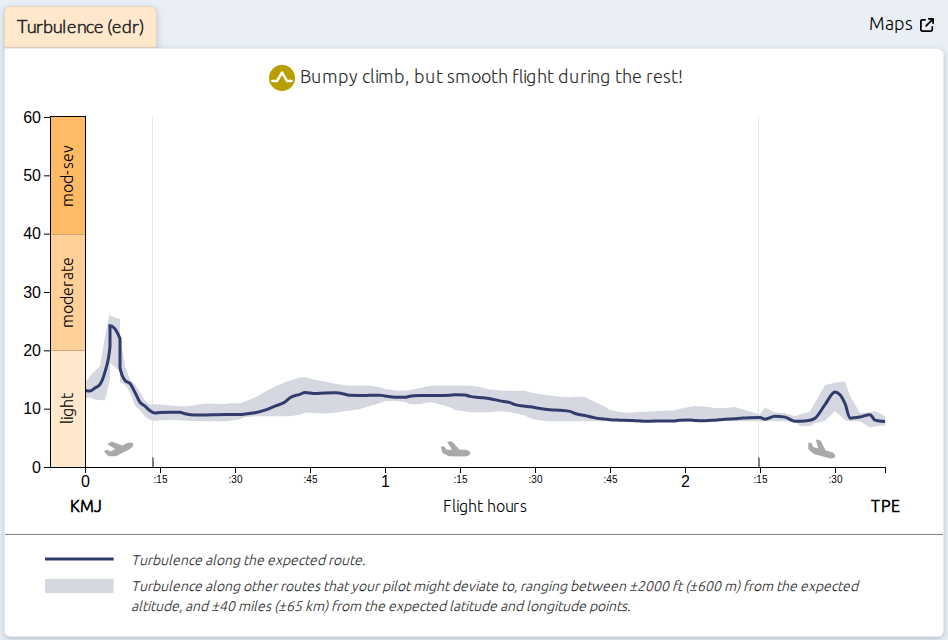 Turbulence (edr)
Maps
Bumpy climb, but smooth flight during the rest!
60
50
40
30
20
10
0
mod-sev
moderate
light
0
:15
:30
:45
1
:15
:30
:45
2
:15
:30
KMJ
Flight hours
TPE
Turbulence along the expected route.
Turbulence along other routes that your pilot might deviate to, ranging between ±2000 ft (±600 m) from the expected
altitude, and ±40 miles (±65 km) from the expected latitude and longitude points.